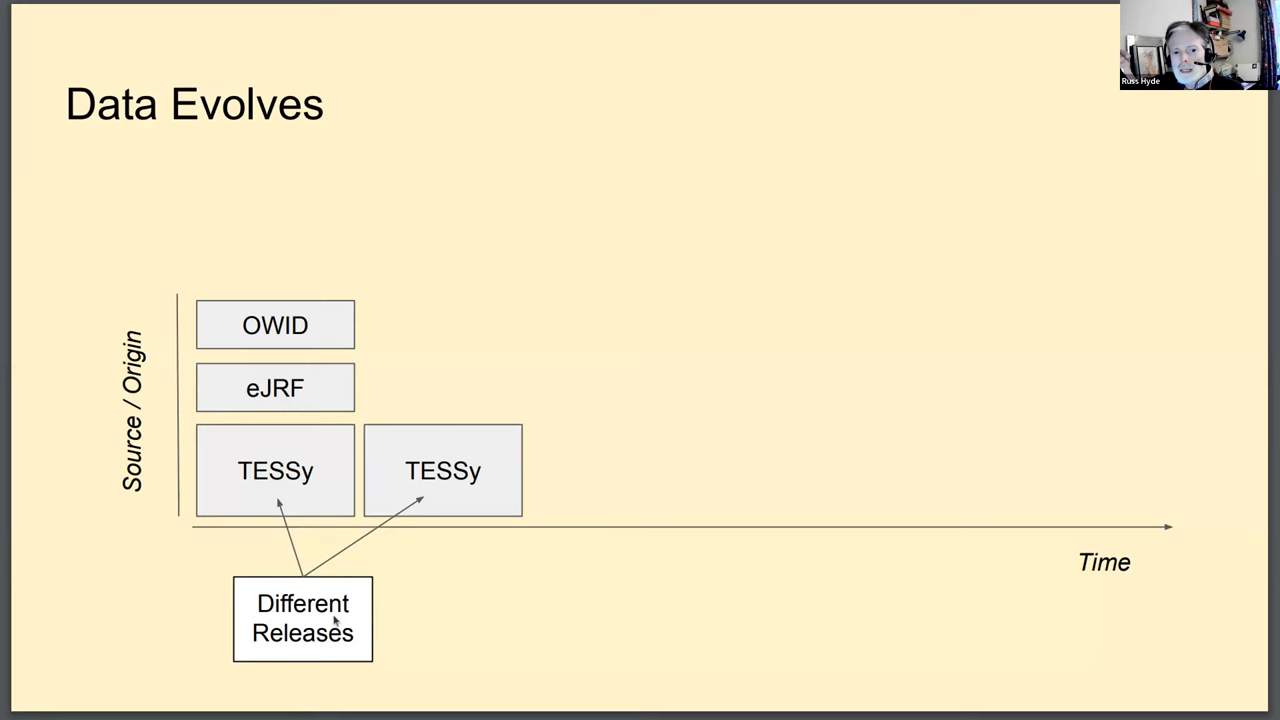 Russ Hyde
Data Evolves
Source / Origin
OWID
eJRF
TESSy
TESSy
Time
Different
Releases